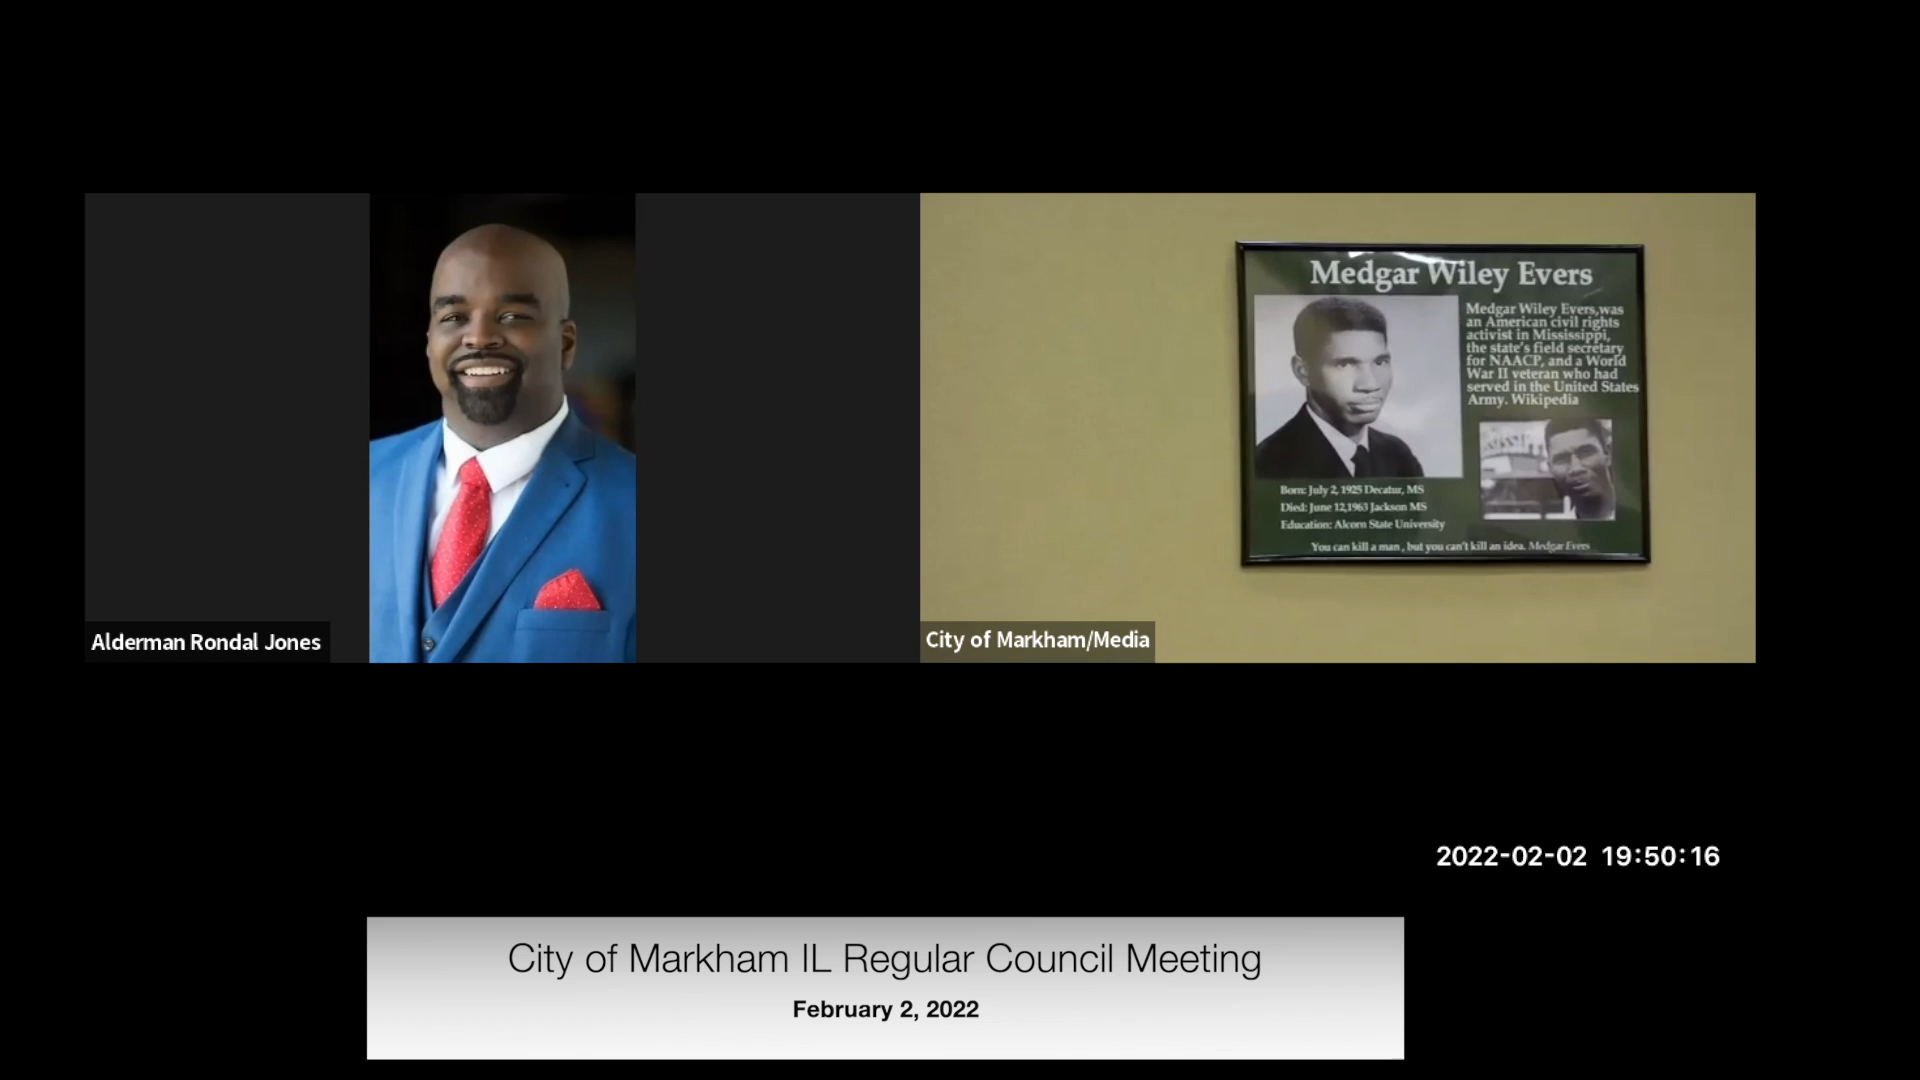 Medgar Wiley Evers
Medgar Wiley Evers,was
an American civil rights
activist in Mississippi,
the state's field secretary
for NAACP, and a World
War II veteran who had
served in the United States
Army. Wikipedia
Born: July 2, 1925 Decatur, MS
Died: June 12,1963 Jackson MS
Education: Alcorn State University
You can kill a man , but you can't kill an idea. Medgar Evers
Alderman Rondal Jones
City of Markham/Media
2022-02-02 19:50:16
City of Markham IL Regular Council Meeting
February 2, 2022